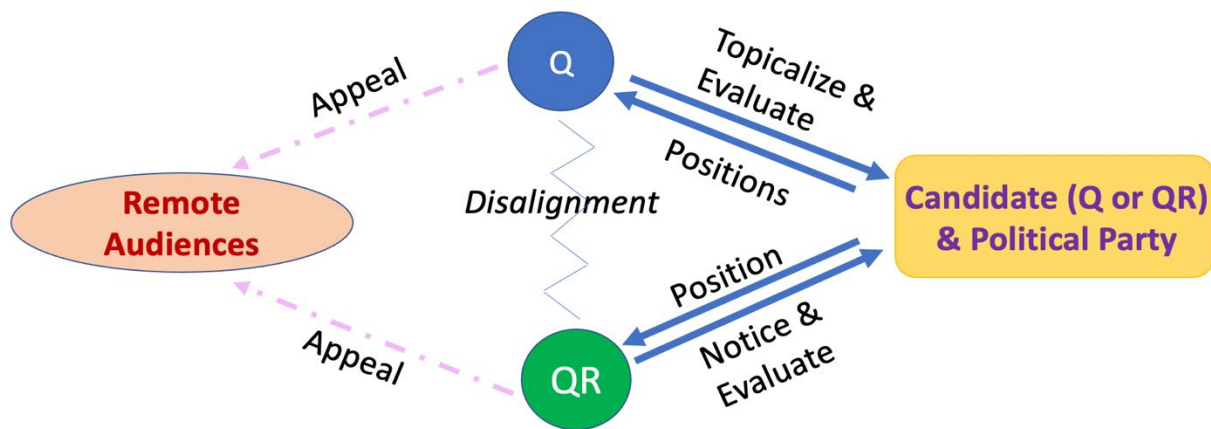 Appeal
Q
Topicalize &
Evaluate
Positions
Remote
Audiences
Disalignment
Candidate (Q or QR)
& Political Party
Position
Notice &
Evaluate
Appeal
QR